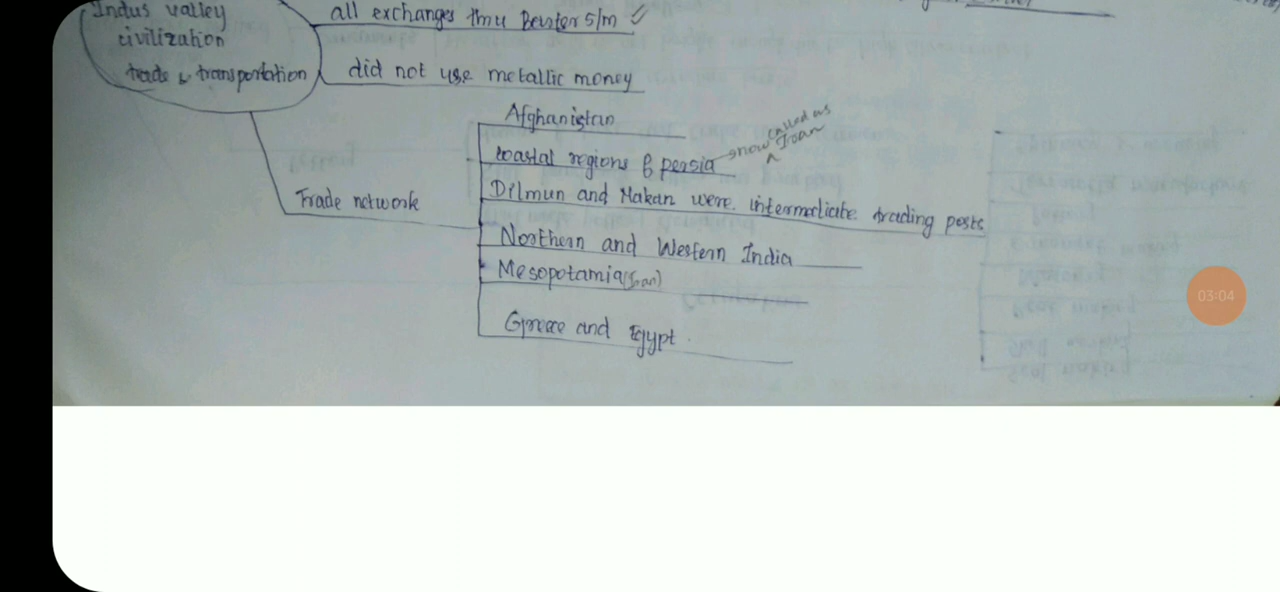 Indus valley
civilization
trade & transportation
all exchanges thru Barter s/m
did not use metallic money
Trade network
Afghanistan
coastal regions of persia now called as Iran
Dilmun and Makan were intermediate trading posts
Northern and Western India
Mesopotamia(Iran)
Greece and Egypt.
03:04